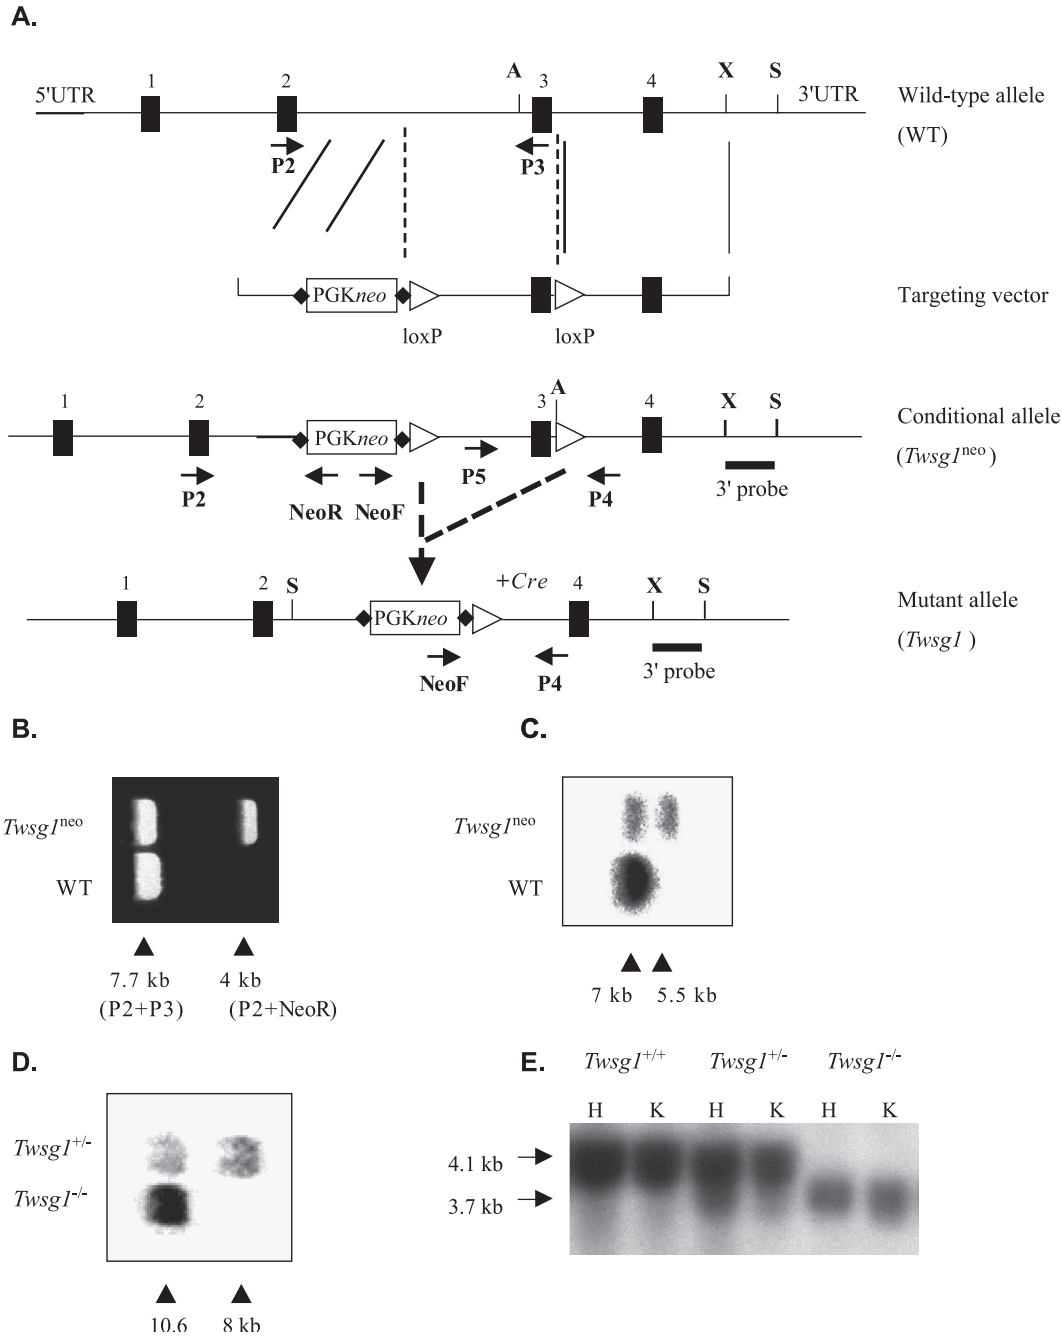 A.
5'UTR 1 2 A 3 4 X S 3'UTR
Wild-type allele
(WT)
P2 P3
PGKneo
Targeting vector
loxP loxP
1 2 3 A 4 X S
PGKneo
Conditional allele
(Twsg1neo)
P2 NeoR NeoF P5 P4 3' probe
+Cre
1 2 S 4 X S
PGKneo
Mutant allele
(Twsg1 )
NeoF P4 3' probe
B.
Twsg1neo
WT
7.7 kb 4 kb
(P2+P3) (P2+NeoR)
C.
Twsg1neo
WT
7 kb 5.5 kb
D.
Twsg1+/-
Twsg1-/-
10.6 8 kb
E.
Twsg1+/+ Twsg1+/- Twsg1-/-
H K H K H K
4.1 kb
3.7 kb